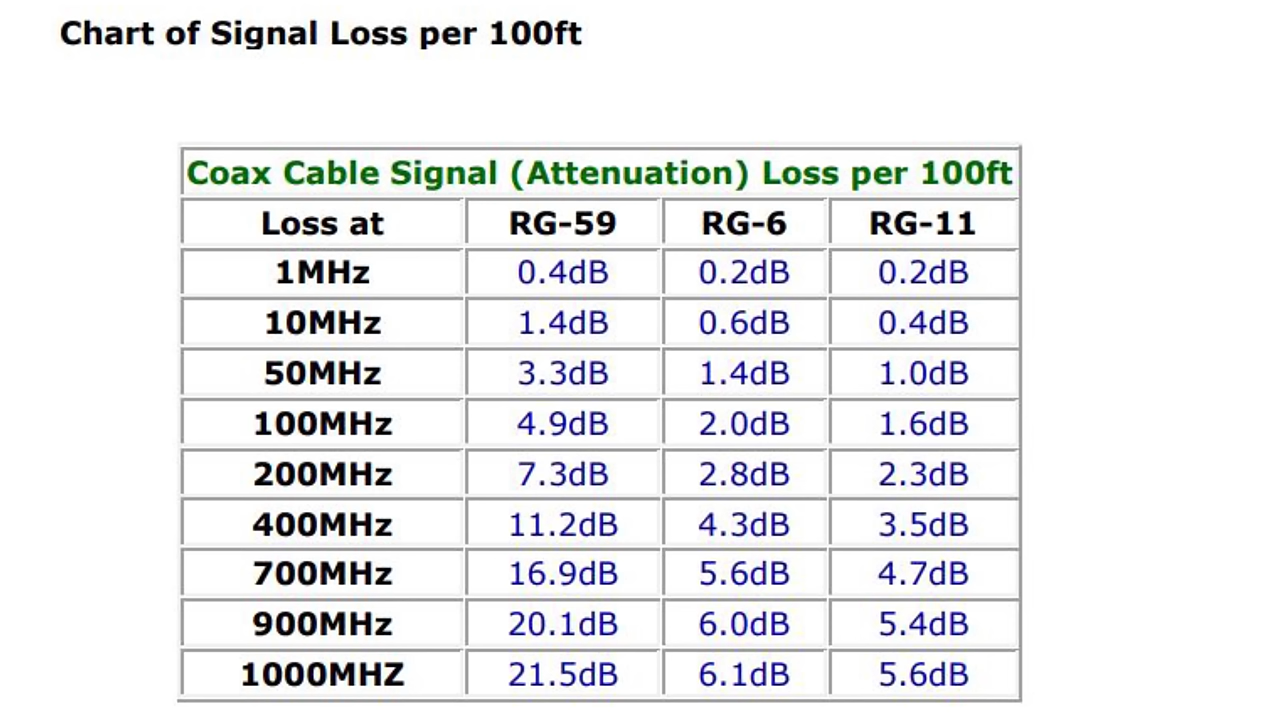 Chart of Signal Loss per 100ft
Coax Cable Signal (Attenuation) Loss per 100ft
Loss at RG-59 RG-6 RG-11
1MHz 0.4dB 0.2dB 0.2dB
10MHz 1.4dB 0.6dB 0.4dB
50MHz 3.3dB 1.4dB 1.0dB
100MHz 4.9dB 2.0dB 1.6dB
200MHz 7.3dB 2.8dB 2.3dB
400MHz 11.2dB 4.3dB 3.5dB
700MHz 16.9dB 5.6dB 4.7dB
900MHz 20.1dB 6.0dB 5.4dB
1000MHZ 21.5dB 6.1dB 5.6dB